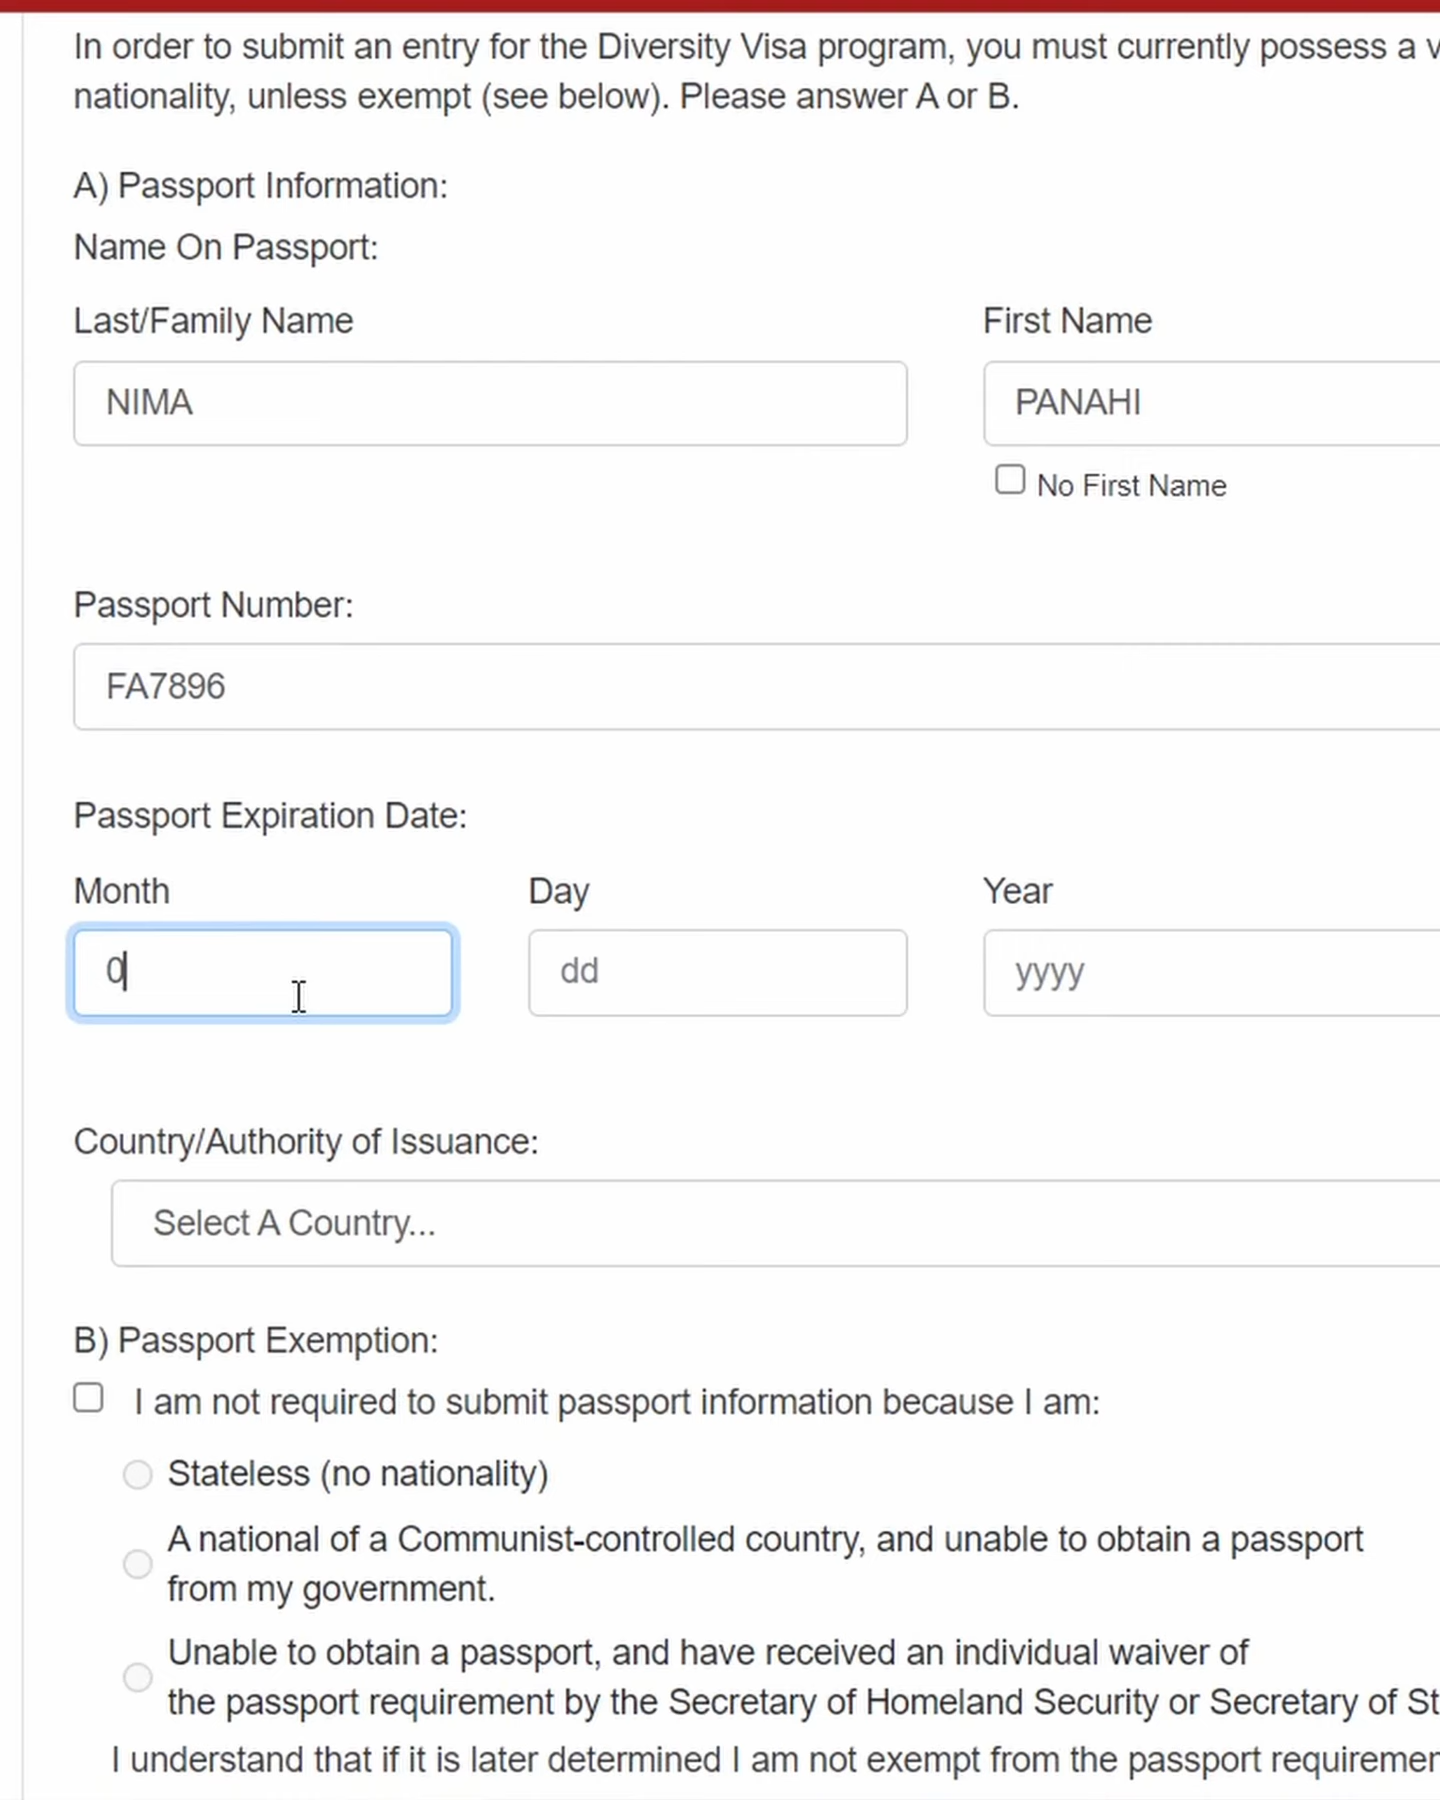 In order to submit an entry for the Diversity Visa program, you must currently possess a
nationality, unless exempt (see below). Please answer A or B.
A) Passport Information:
Name On Passport:
Last/Family Name
First Name
NIMA
PANAHI
No First Name
Passport Number:
FA7896
Passport Expiration Date:
Month
Day
Year
0
dd
yyyy
Country/Authority of Issuance:
Select A Country...
B) Passport Exemption:
I am not required to submit passport information because I am:
Stateless (no nationality)
A national of a Communist-controlled country, and unable to obtain a passport
from my government.
Unable to obtain a passport, and have received an individual waiver of
the passport requirement by the Secretary of Homeland Security or Secretary of
I understand that if it is later determined I am not exempt from the passport